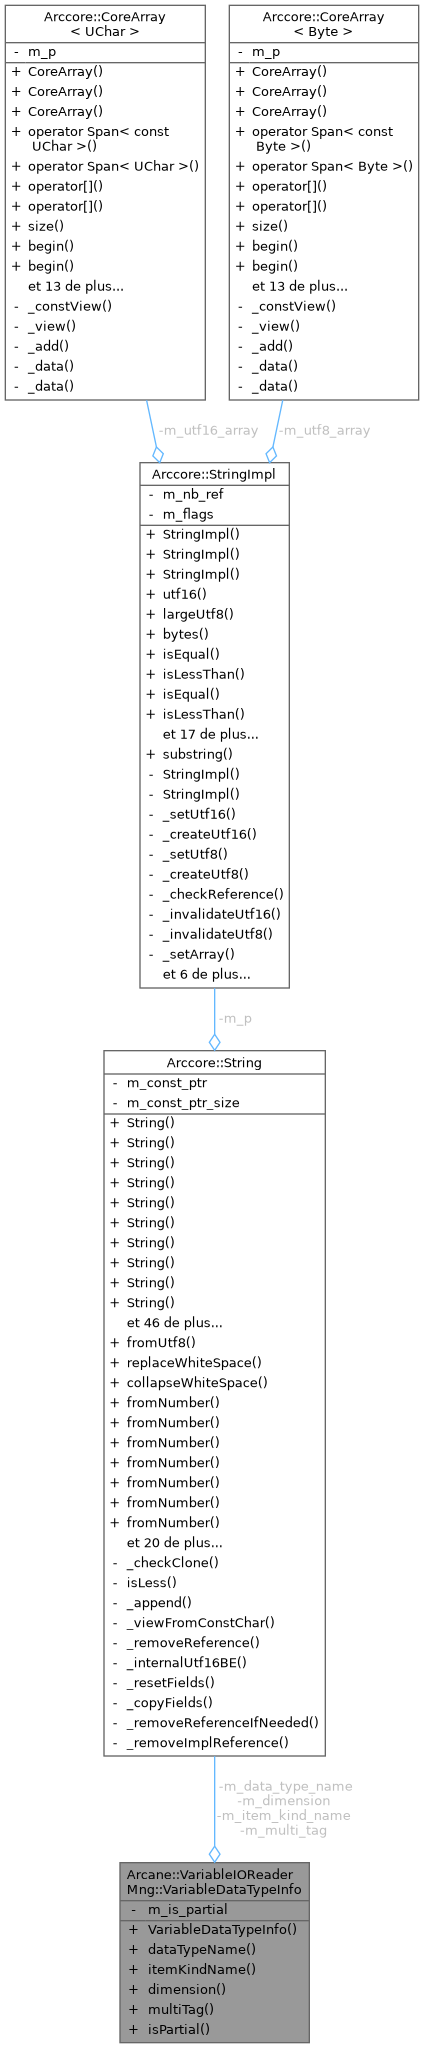 Arccore::CoreArray
< UChar >
- m_p
+ CoreArray()
+ CoreArray()
+ CoreArray()
+ operator Span< const
UChar >()
+ operator Span< UChar >()
+ operator[]()
+ operator[]()
+ size()
+ begin()
+ begin()
et 13 de plus...
- _constView()
- _view()
- _add()
- _data()
- _data()
Arccore::CoreArray
< Byte >
- m_p
+ CoreArray()
+ CoreArray()
+ CoreArray()
+ operator Span< const
Byte >()
+ operator Span< Byte >()
+ operator[]()
+ operator[]()
+ size()
+ begin()
+ begin()
et 13 de plus...
- _constView()
- _view()
- _add()
- _data()
- _data()
-m_utf16_array
-m_utf8_array
Arccore::StringImpl
- m_nb_ref
- m_flags
+ StringImpl()
+ StringImpl()
+ StringImpl()
+ utf16()
+ largeUtf8()
+ bytes()
+ isEqual()
+ isLessThan()
+ isEqual()
+ isLessThan()
et 17 de plus...
+ substring()
- StringImpl()
- StringImpl()
- _setUtf16()
- _createUtf16()
- _setUtf8()
- _createUtf8()
- _checkReference()
- _invalidateUtf16()
- _invalidateUtf8()
- _setArray()
et 6 de plus...
-m_p
Arccore::String
- m_const_ptr
- m_const_ptr_size
+ String()
+ String()
+ String()
+ String()
+ String()
+ String()
+ String()
+ String()
+ String()
+ String()
et 46 de plus...
+ fromUtf8()
+ replaceWhiteSpace()
+ collapseWhiteSpace()
+ fromNumber()
+ fromNumber()
+ fromNumber()
+ fromNumber()
+ fromNumber()
+ fromNumber()
+ fromNumber()
et 20 de plus...
- _checkClone()
- isLess()
- _append()
- _viewFromConstChar()
- _removeReference()
- _internalUtf16BE()
- _resetFields()
- _copyFields()
- _removeReferenceIfNeeded()
- _removeImplReference()
-m_data_type_name
-m_dimension
-m_item_kind_name
-m_multi_tag
Arcane::VariableIOReader
Mng::VariableDataTypeInfo
- m_is_partial
+ VariableDataTypeInfo()
+ dataTypeName()
+ itemKindName()
+ dimension()
+ multiTag()
+ isPartial()